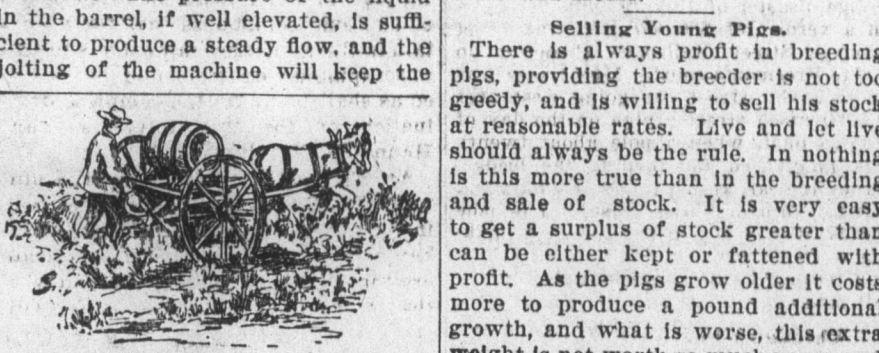 in the barrel, if well elevated, is suffi-
cient to produce a steady flow, and the
jolting of the machine will keep the
Selling Young Pigs.
There is always profit in breeding
pigs, providing the breeder is not too
greedy, and is willing to sell his stock
at reasonable rates. Live and let live
should always be the rule. In nothing
is this more true than in the breeding
and sale of stock. It is very easy
to get a surplus of stock greater than
can be either kept or fattened with
profit. As the pigs grow older it costs
more to produce a pound additional
growth, and what is worse, this extra
weight is not worth